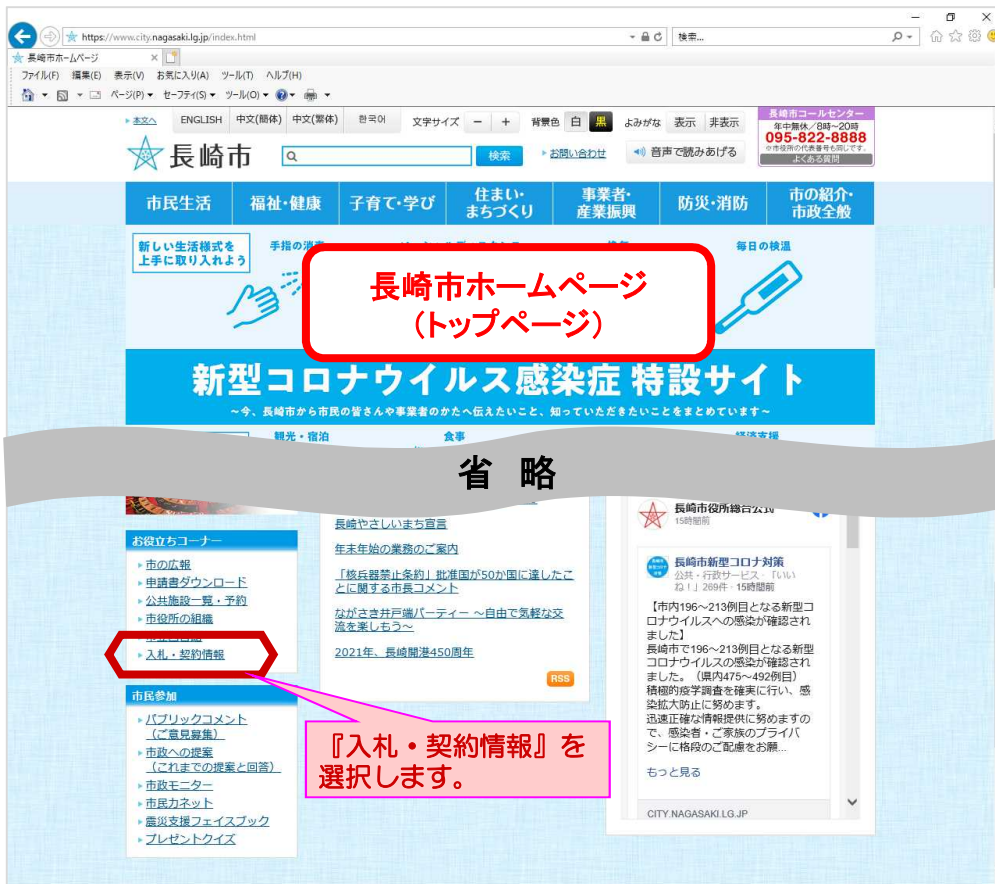 https://www.city.nagasaki.lg.jp/index.html
検索...
長崎市ホームページ
ファイル(F) 編集(E) 表示(V) お気に入り(A) ツール(T) ヘルプ(H)
ページ(P) セーフティ(S) ツール(O)
本文へ ENGLISH 中文(簡体) 中文(繁体) 한국어 文字サイズ － ＋ 背景色 白 黒 よみがな 表示 非表示
長崎市コールセンター
年中無休／8時～20時
095-822-8888
※市役所の代表番号も同じです。
よくある質問
長崎市 検索 お問い合わせ 音声で読みあげる
市民生活 福祉・健康 子育て・学び 住まい・まちづくり 事業者・産業振興 防災・消防 市の紹介・市政全般
新しい生活様式を
上手に取り入れよう
手指の消
毎日の検温
長崎市ホームページ
(トップページ)
新型コロナウイルス感染症 特設サイト
～今、長崎市から市民の皆さんや事業者のかたへ伝えたいこと、知っていただきたいことをまとめています～
観光・宿泊 食事
省 略
お役立ちコーナー
市の広報
申請書ダウンロード
公共施設一覧・予約
市役所の組織
入札・契約情報
市民参加
パブリックコメント
（ご意見募集）
市政への提案
（これまでの提案と回答）
市政モニター
市民力ネット
震災支援フェイスブック
プレゼントクイズ
長崎やさしいまち宣言
年末年始の業務のご案内
「核兵器禁止条約」批准国が50か国に達したこ
とに関する市長コメント
ながさき井戸端パーティー ～自由で気軽な交
流を楽しもう～
2021年、長崎開港450周年
RSS
『入札・契約情報』を
選択します。
長崎市役所総合公式
15時間前
長崎市新型コロナ対策
公共・行政サービス・「いい
ね！」269件・15時間前
【市内196～213例目となる新型コ
ロナウイルスへの感染が確認され
ました】
長崎市で196～213例目となる新型
コロナウイルスの感染が確認され
ました。（県内475～492例目）
積極的疫学調査を確実に行い、感
染拡大防止に努めます。
迅速正確な情報提供に努めますの
で、感染者・ご家族のプライバ
シーに格段のご配慮をお願...
もっと見る
CITY.NAGASAKI.LG.JP